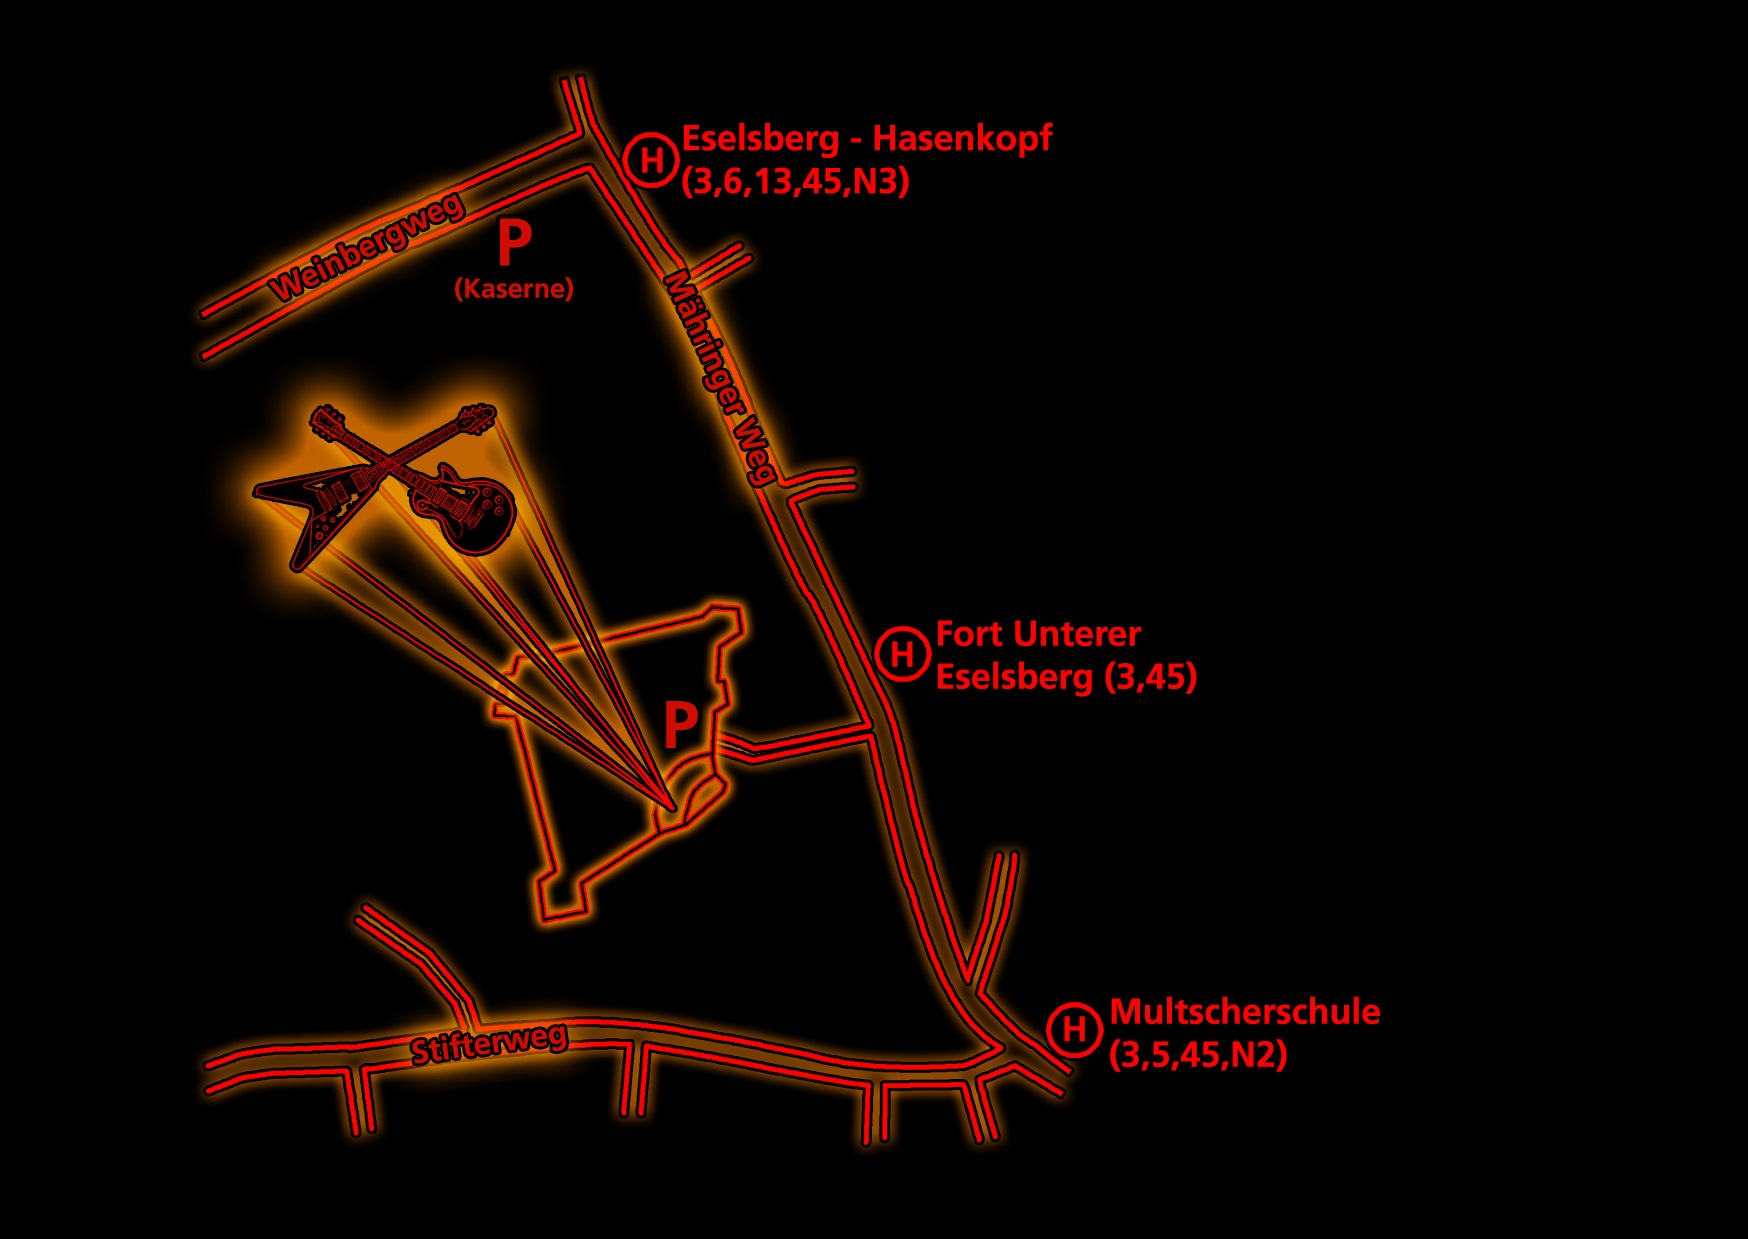 H Eselsberg - Hasenkopf
(3,6,13,45,N3)
Weinbergweg
P
(Kaserne)
Mähringer Weg
H Fort Unterer
Eselsberg (3,45)
P
H Multscherschule
(3,5,45,N2)
Stifterweg